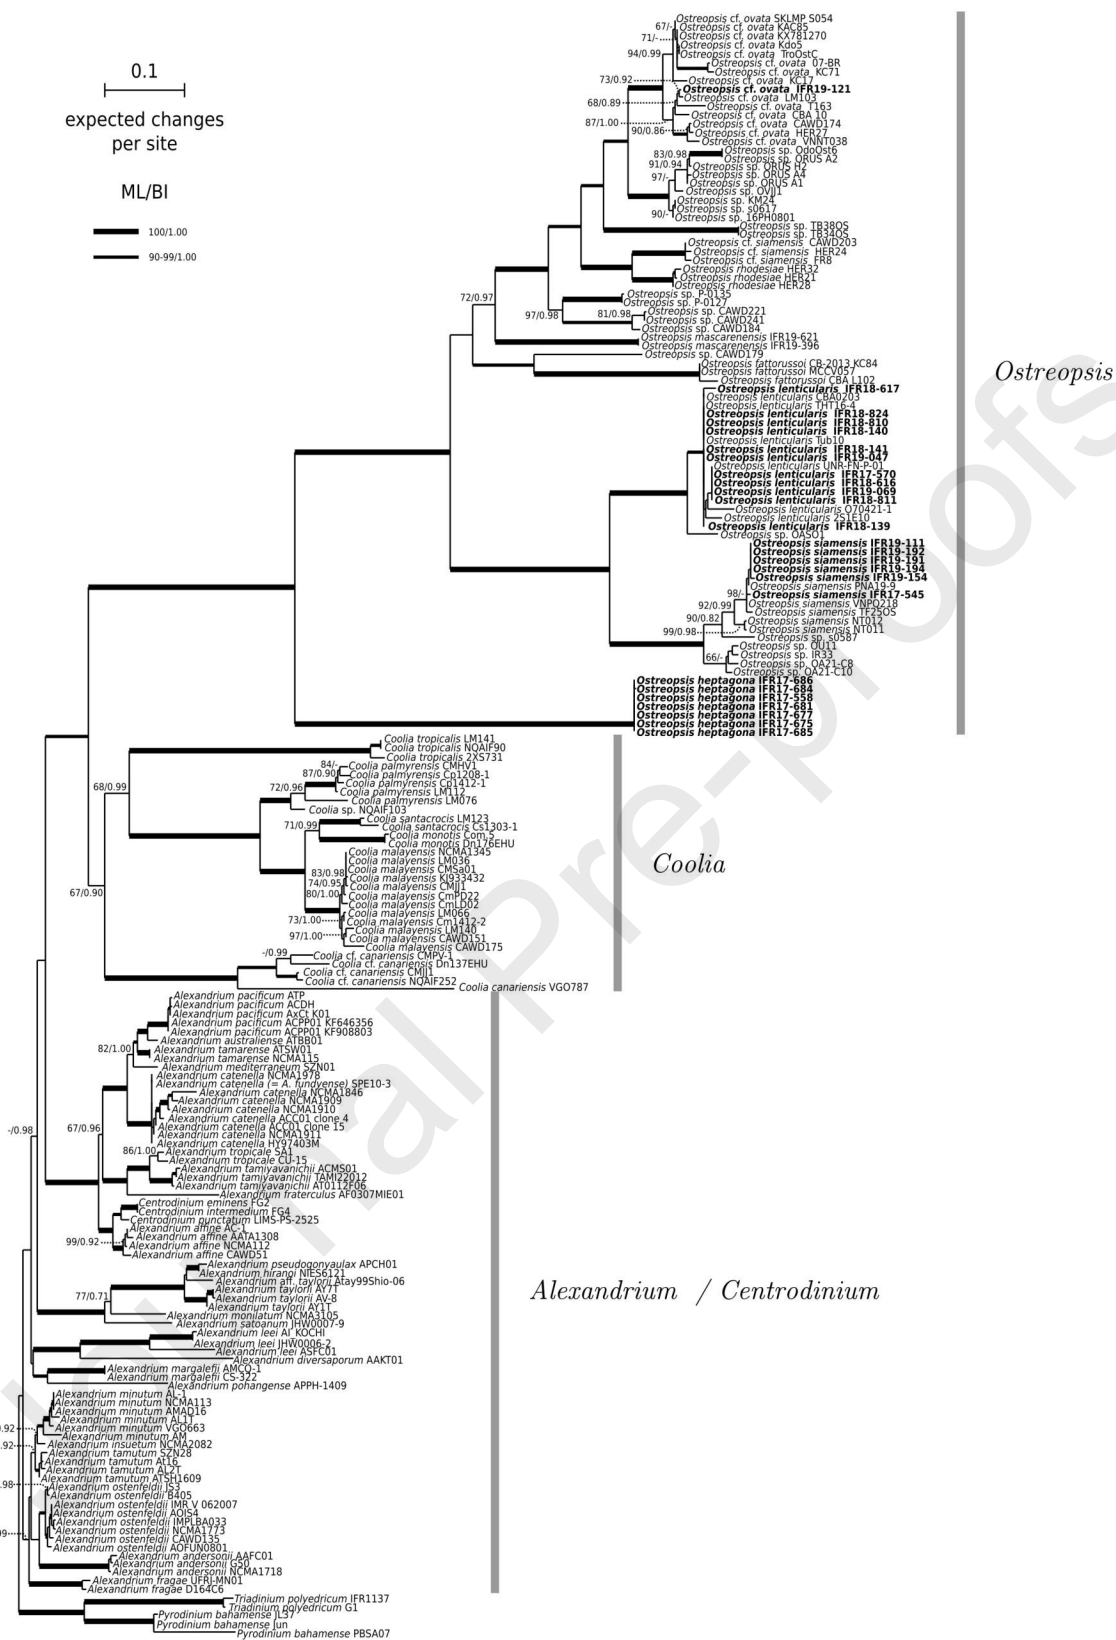 0.1
expected changes
per site
ML/BI
100/1.00
90-99/1.00
67/-
71/-
94/0.99
73/0.92
68/0.89
87/1.00
90/0.86
83/0.98
91/0.94
97/-
90/-
72/0.97
97/0.98
81/0.98
98/-
92/0.99
90/0.82
99/0.98
66/-
Ostreopsis cf. ovata SKLMP S054
Ostreopsis cf. ovata KAC85
Ostreopsis cf. ovata KX781270
Ostreopsis cf. ovata Kdo5
Ostreopsis cf. ovata TroOstC
Ostreopsis cf. ovata 07-BR
Ostreopsis cf. ovata KC71
Ostreopsis cf. ovata KC17
Ostreopsis cf. ovata IFR19-121
Ostreopsis cf. ovata LM103
Ostreopsis cf. ovata T163
Ostreopsis cf. ovata CBA 10
Ostreopsis cf. ovata CAWD174
Ostreopsis cf. ovata HER27
Ostreopsis cf. ovata VNNT038
Ostreopsis sp. OdoOst6
Ostreopsis sp. ORUS A2
Ostreopsis sp. ORUS H2
Ostreopsis sp. ORUS A4
Ostreopsis sp. ORUS A1
Ostreopsis sp. OVJJ1
Ostreopsis sp. KM24
Ostreopsis sp. s0617
Ostreopsis sp. 16PH0801
Ostreopsis sp. TB38OS
Ostreopsis sp. TB34OS
Ostreopsis cf. siamensis CAWD203
Ostreopsis cf. siamensis HER24
Ostreopsis cf. siamensis FR8
Ostreopsis rhodesiae HER32
Ostreopsis rhodesiae HER21
Ostreopsis rhodesiae HER28
Ostreopsis sp. P-0135
Ostreopsis sp. P-0127
Ostreopsis sp. CAWD221
Ostreopsis sp. CAWD241
Ostreopsis sp. CAWD184
Ostreopsis mascarenensis IFR19-621
Ostreopsis mascarenensis IFR19-396
Ostreopsis sp. CAWD179
Ostreopsis fattorussoi CB-2013 KC84
Ostreopsis fattorussoi MCCV057
Ostreopsis fattorussoi CBA L102
Ostreopsis lenticularis IFR18-617
Ostreopsis lenticularis CBA0203
Ostreopsis lenticularis THT16-4
Ostreopsis lenticularis IFR18-824
Ostreopsis lenticularis IFR18-810
Ostreopsis lenticularis IFR18-140
Ostreopsis lenticularis Tub10
Ostreopsis lenticularis IFR18-141
Ostreopsis lenticularis IFR19-047
Ostreopsis lenticularis UNR-FN-P-01
Ostreopsis lenticularis IFR17-570
Ostreopsis lenticularis IFR18-616
Ostreopsis lenticularis IFR19-069
Ostreopsis lenticularis IFR18-811
Ostreopsis lenticularis O70421-1
Ostreopsis lenticularis 2S1E10
Ostreopsis lenticularis IFR18-139
Ostreopsis sp. OASO1
Ostreopsis siamensis IFR19-111
Ostreopsis siamensis IFR19-192
Ostreopsis siamensis IFR19-191
Ostreopsis siamensis IFR19-194
Ostreopsis siamensis IFR19-154
Ostreopsis siamensis PNA19-9
Ostreopsis siamensis IFR17-545
Ostreopsis siamensis VNPQ218
Ostreopsis siamensis TF25OS
Ostreopsis siamensis NT012
Ostreopsis siamensis NT011
Ostreopsis sp. s0587
Ostreopsis sp. OU11
Ostreopsis sp. IR33
Ostreopsis sp. OA21-C8
Ostreopsis sp. OA21-C10
Ostreopsis heptagona IFR17-686
Ostreopsis heptagona IFR17-684
Ostreopsis heptagona IFR17-558
Ostreopsis heptagona IFR17-681
Ostreopsis heptagona IFR17-677
Ostreopsis heptagona IFR17-675
Ostreopsis heptagona IFR17-685
Ostreopsis
68/0.99
67/0.90
84/-
87/0.90
72/0.96
71/0.99
83/0.98
74/0.95
80/1.00
73/1.00
97/1.00
-/0.99
Coolia tropicalis LM141
Coolia tropicalis NQAIF90
Coolia tropicalis 2XS731
Coolia palmyrensis CMHV1
Coolia palmyrensis Cp1208-1
Coolia palmyrensis Cp1412-1
Coolia palmyrensis LM112
Coolia palmyrensis LM076
Coolia sp. NQAIF103
Coolia santacrocis LM123
Coolia santacrocis Cs1303-1
Coolia monotis Com 5
Coolia monotis Dn176EHU
Coolia malayensis NCMA1345
Coolia malayensis LM036
Coolia malayensis CMSa01
Coolia malayensis KJ933432
Coolia malayensis CMJJ1
Coolia malayensis CmPD22
Coolia malayensis CmLD02
Coolia malayensis LM066
Coolia malayensis Cm1412-2
Coolia malayensis LM140
Coolia malayensis CAWD151
Coolia malayensis CAWD175
Coolia cf. canariensis CMPV-1
Coolia cf. canariensis Dn137EHU
Coolia cf. canariensis CMJJ1
Coolia cf. canariensis NQAIF252
Coolia canariensis VGO787
Coolia
-/0.98
82/1.00
67/0.96
86/1.00
99/0.92
77/0.71
Alexandrium pacificum ATP
Alexandrium pacificum ACDH
Alexandrium pacificum AxCt K01
Alexandrium pacificum ACPP01 KF646356
Alexandrium pacificum ACPP01 KF908803
Alexandrium australiense ATBB01
Alexandrium tamarense ATSW01
Alexandrium tamarense NCMA115
Alexandrium mediterraneum SZN01
Alexandrium catenella NCMA1978
Alexandrium catenella (= A. fundyense) SPE10-3
Alexandrium catenella NCMA1846
Alexandrium catenella NCMA1909
Alexandrium catenella NCMA1910
Alexandrium catenella ACC01 clone 4
Alexandrium catenella ACC01 clone 15
Alexandrium catenella NCMA1911
Alexandrium catenella HY97403M
Alexandrium tropicale SA1
Alexandrium tropicale CU-15
Alexandrium tamiyavanichii ACMS01
Alexandrium tamiyavanichii TAMI22012
Alexandrium tamiyavanichii AT0112F06
Alexandrium fraterculus AF0307MIE01
Centrodinium eminens FG2
Centrodinium intermedium FG4
Centrodinium punctatum LIMS-PS-2525
Alexandrium affine AC-1
Alexandrium affine AATA1308
Alexandrium affine NCMA112
Alexandrium affine CAWD51
Alexandrium pseudogonyaulax APCH01
Alexandrium hiranoi NIES6121
Alexandrium aff. taylorii Atay99Shio-06
Alexandrium taylorii AY7T
Alexandrium taylorii AV-8
Alexandrium taylorii AY1T
Alexandrium monilatum NCMA3105
Alexandrium satoanum JHW0007-9
Alexandrium leei Al KOCHI
Alexandrium leei JHW0006-2
Alexandrium leei ASFC01
Alexandrium diversaporum AAKT01
Alexandrium margalefii AMCQ-1
Alexandrium margalefii CS-322
Alexandrium pohangense APPH-1409
Alexandrium minutum AL-1
Alexandrium minutum NCMA113
Alexandrium minutum AMAD16
Alexandrium minutum AL1T
Alexandrium minutum VGO663
Alexandrium minutum AM
Alexandrium insuetum NCMA2082
Alexandrium tamutum SZN28
Alexandrium tamutum At16
Alexandrium tamutum AL2T
Alexandrium tamutum ATSH1609
Alexandrium ostenfeldii JS3
Alexandrium ostenfeldii B405
Alexandrium ostenfeldii IMR V 062007
Alexandrium ostenfeldii AOIS4
Alexandrium ostenfeldii IMPLBA033
Alexandrium ostenfeldii NCMA1773
Alexandrium ostenfeldii CAWD135
Alexandrium ostenfeldii AOFUN0801
Alexandrium andersonii AAFC01
Alexandrium andersonii G50
Alexandrium andersonii NCMA1718
Alexandrium fragae UFRJ-MN01
Alexandrium fragae D164C6
Alexandrium / Centrodinium
Triadinium polyedricum IFR1137
Triadinium polyedricum G1
Pyrodinium bahamense JL37
Pyrodinium bahamense Jun
Pyrodinium bahamense PBSA07
Journal Pre-proofs